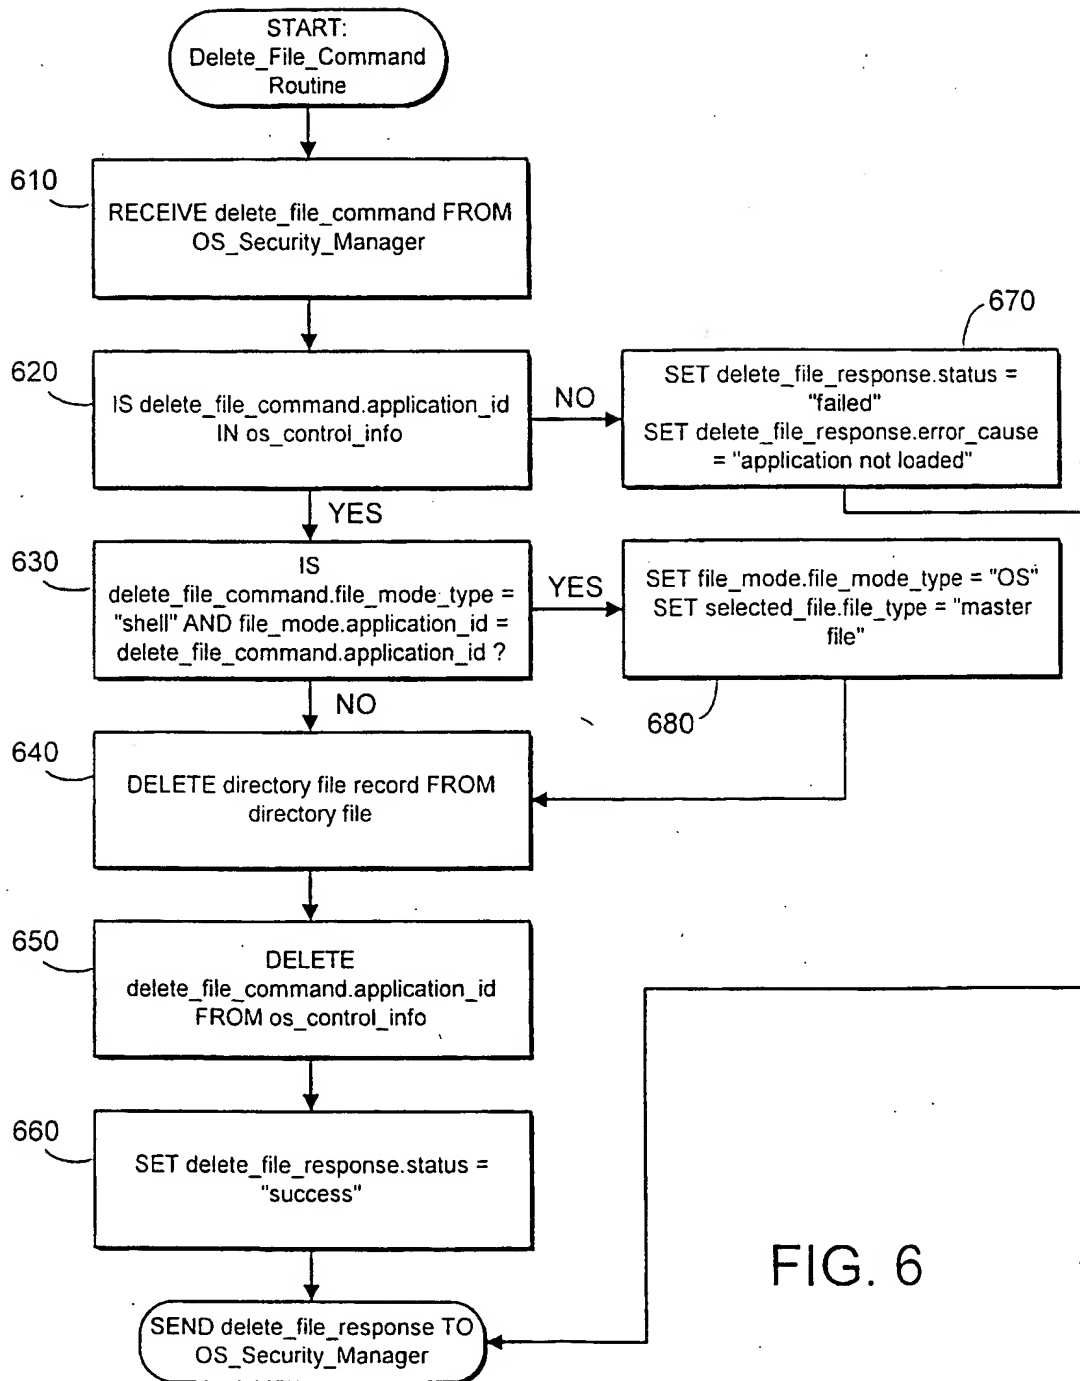 START:
Delete_File_Command
Routine
610
RECEIVE delete_file_command FROM
OS_Security_Manager
620
IS delete_file_command.application_id
IN os_control_info
NO
670
SET delete_file_response.status =
"failed"
SET delete_file_response.error_cause
= "application not loaded"
YES
630
IS
delete_file_command.file_mode_type =
"shell" AND file_mode.application_id =
delete_file_command.application_id ?
YES
SET file_mode.file_mode_type = "OS"
SET selected_file.file_type = "master
file"
680
NO
640
DELETE directory file record FROM
directory file
650
DELETE
delete_file_command.application_id
FROM os_control_info
660
SET delete_file_response.status =
"success"
SEND delete_file_response TO
OS_Security_Manager
FIG. 6